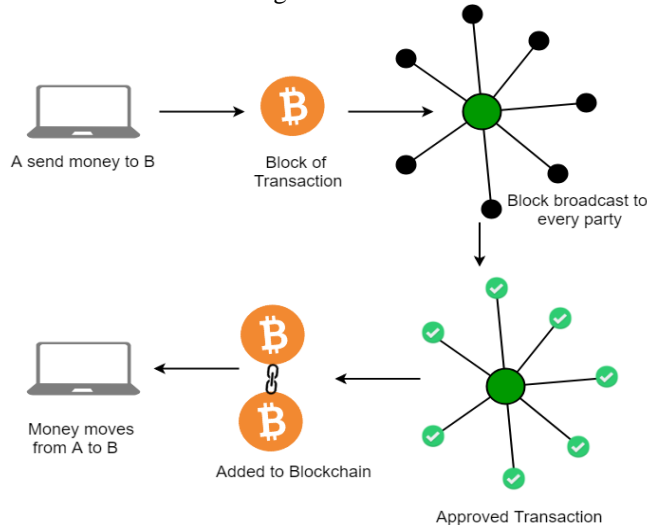 A send money to B
Block of
Transaction
Block broadcast to
every party
Money moves
from A to B
Added to Blockchain
Approved Transaction